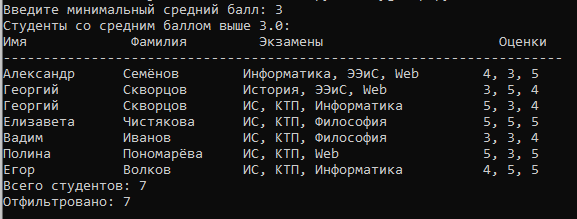 Введите минимальный средний балл: 3
Студенты со средним баллом выше 3.0:
Имя Фамилия Экзамены Оценки
--------------------------------------------------------------------
Александр Семёнов Информатика, ЭЭиС, Web 4, 3, 5
Георгий Скворцов История, ЭЭиС, Web 3, 5, 4
Георгий Скворцов ИС, КТП, Информатика 5, 3, 4
Елизавета Чистякова ИС, КТП, Философия 5, 5, 5
Вадим Иванов ИС, КТП, Философия 3, 3, 4
Полина Пономарёва ИС, КТП, Web 5, 3, 5
Егор Волков ИС, КТП, Информатика 4, 5, 5
Всего студентов: 7
Отфильтровано: 7